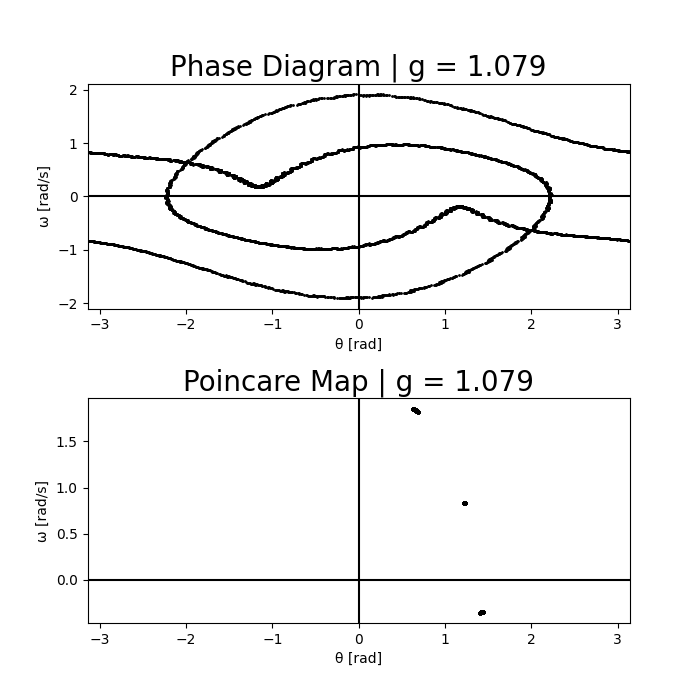 Phase Diagram | g = 1.079
2
1
0
−1
−2
ω [rad/s]
−3 −2 −1 0 1 2 3
θ [rad]
Poincare Map | g = 1.079
1.5
1.0
0.5
0.0
ω [rad/s]
−3 −2 −1 0 1 2 3
θ [rad]